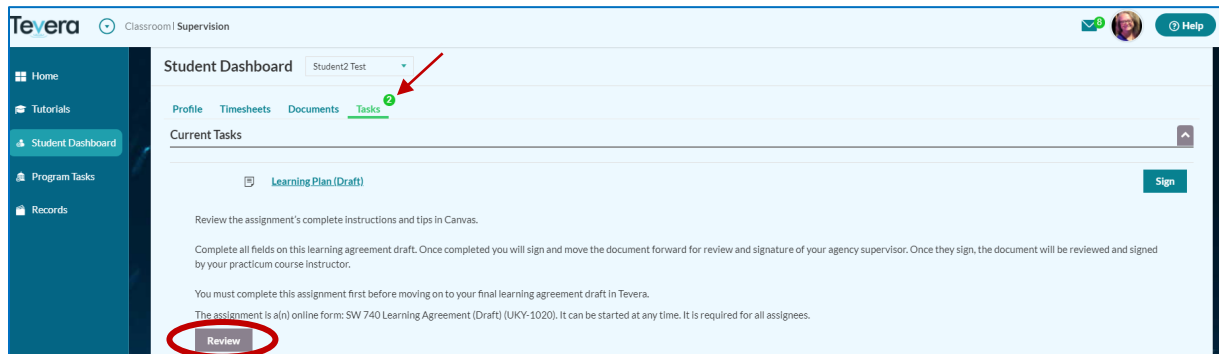 Tevera
Classroom | Supervision
8
Help
Home
Tutorials
Student Dashboard
Program Tasks
Records
Student Dashboard
Student2 Test
Profile
Timesheets
Documents
Tasks
2
Current Tasks
Learning Plan (Draft)
Sign
Review the assignment's complete instructions and tips in Canvas.
Complete all fields on this learning agreement draft. Once completed you will sign and move the document forward for review and signature of your agency supervisor. Once they sign, the document will be reviewed and signed
by your practicum course instructor.
You must complete this assignment first before moving on to your final learning agreement draft in Tevera.
The assignment is a(n) online form: SW 740 Learning Agreement (Draft) (UKY-1020). It can be started at any time. It is required for all assignees.
Review